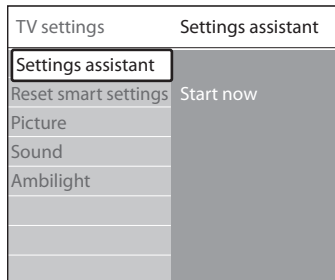 TV settings
Settings assistant
Settings assistant
Reset smart settings
Start now
Picture
Sound
Ambilight